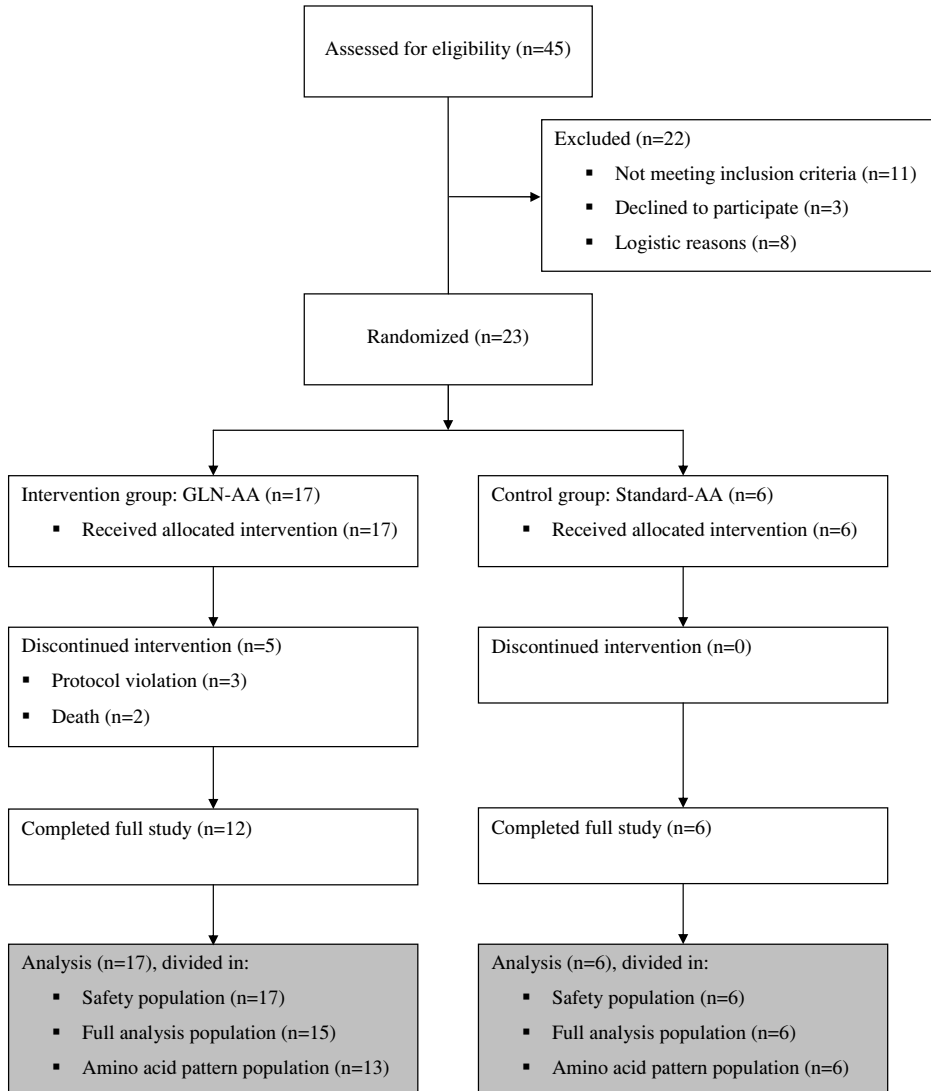 Assessed for eligibility (n=45)
Excluded (n=22)
▪ Not meeting inclusion criteria (n=11)
▪ Declined to participate (n=3)
▪ Logistic reasons (n=8)
Randomized (n=23)
Intervention group: GLN-AA (n=17)
▪ Received allocated intervention (n=17)
Control group: Standard-AA (n=6)
▪ Received allocated intervention (n=6)
Discontinued intervention (n=5)
▪ Protocol violation (n=3)
▪ Death (n=2)
Discontinued intervention (n=0)
Completed full study (n=12)
Completed full study (n=6)
Analysis (n=17), divided in:
▪ Safety population (n=17)
▪ Full analysis population (n=15)
▪ Amino acid pattern population (n=13)
Analysis (n=6), divided in:
▪ Safety population (n=6)
▪ Full analysis population (n=6)
▪ Amino acid pattern population (n=6)